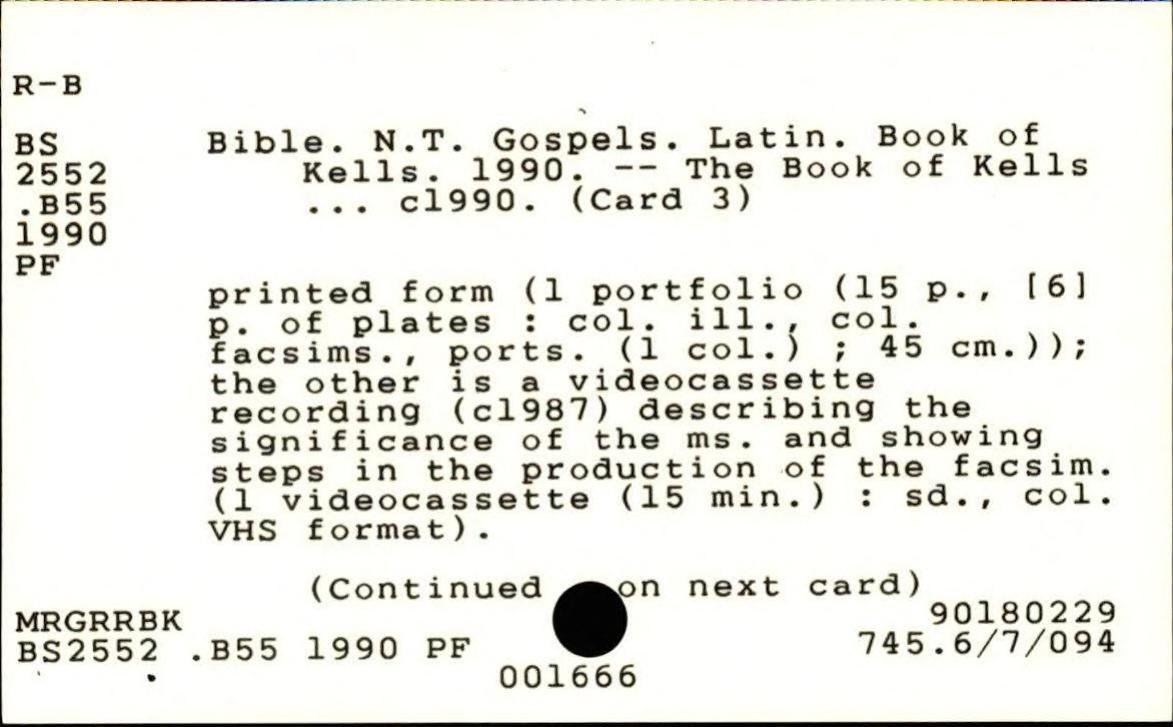 R-B
BS Bible. N.T. Gospels. Latin. Book of
2552 Kells. 1990. -- The Book of Kells
.B55 ... c1990. (Card 3)
1990
PF
printed form (1 portfolio (15 p., [6]
p. of plates : col. ill., col.
facsims., ports. (1 col.) ; 45 cm.));
the other is a videocassette
recording (c1987) describing the
significance of the ms. and showing
steps in the production of the facsim.
(1 videocassette (15 min.) : sd., col.
VHS format).
(Continued on next card)
MRGRRBK 90180229
BS2552 .B55 1990 PF 745.6/7/094
001666